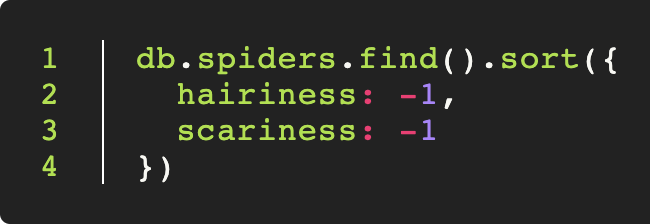 1 db.spiders.find().sort({
2 hairiness: -1,
3 scariness: -1
4 })